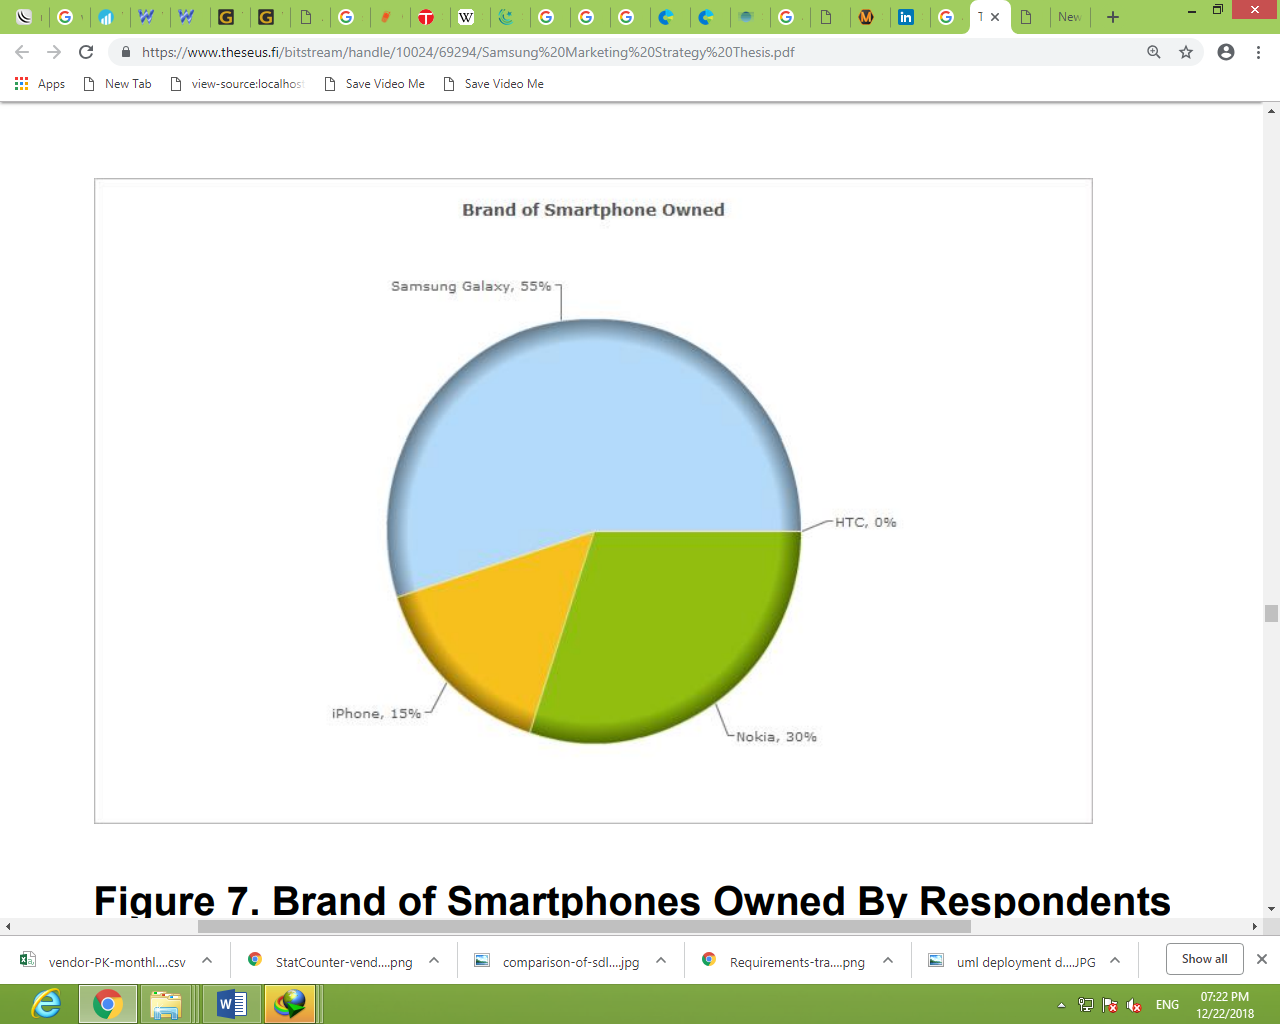 New
https://www.theseus.fi/bitstream/handle/10024/69294/Samsung%20Marketing%20Strategy%20Thesis.pdf
Apps New Tab view-source:localhos Save Video Me Save Video Me
Brand of Smartphone Owned
Samsung Galaxy, 55%
HTC, 0%
iPhone, 15%
Nokia, 30%
Figure 7. Brand of Smartphones Owned By Respondents
vendor-PK-monthl....csv StatCounter-vend....png comparison-of-sdl....jpg Requirements-tra....png uml deployment d....JPG Show all
ENG 07:22 PM
12/22/2018